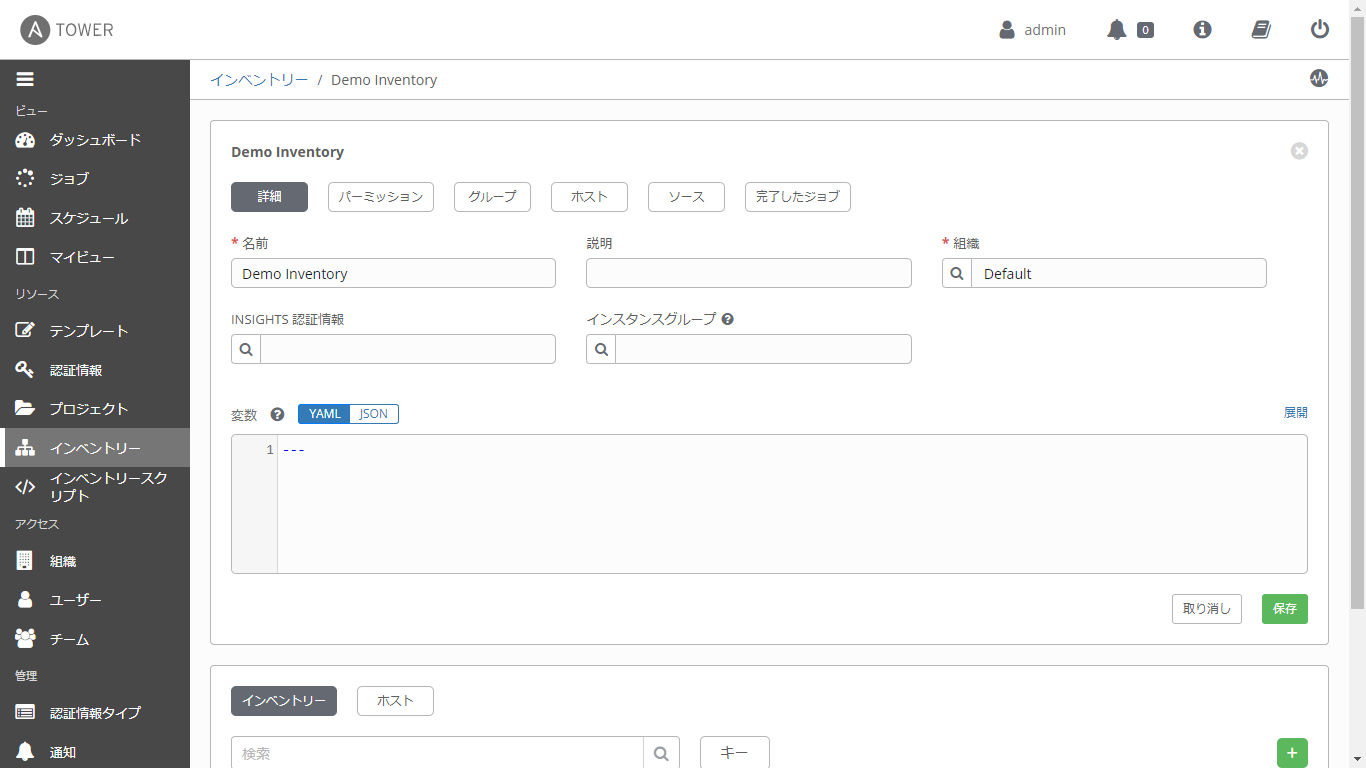 TOWER
admin
0
ビュー
ダッシュボード
ジョブ
スケジュール
マイビュー
リソース
テンプレート
認証情報
プロジェクト
インベントリー
インベントリースク
リプト
アクセス
組織
ユーザー
チーム
管理
認証情報タイプ
通知
インベントリー / Demo Inventory
Demo Inventory
詳細 パーミッション グループ ホスト ソース 完了したジョブ
* 名前 説明 * 組織
Demo Inventory Default
INSIGHTS 認証情報 インスタンスグループ
変数 YAML JSON 展開
1 ---
取り消し 保存
インベントリー ホスト
検索 キー +